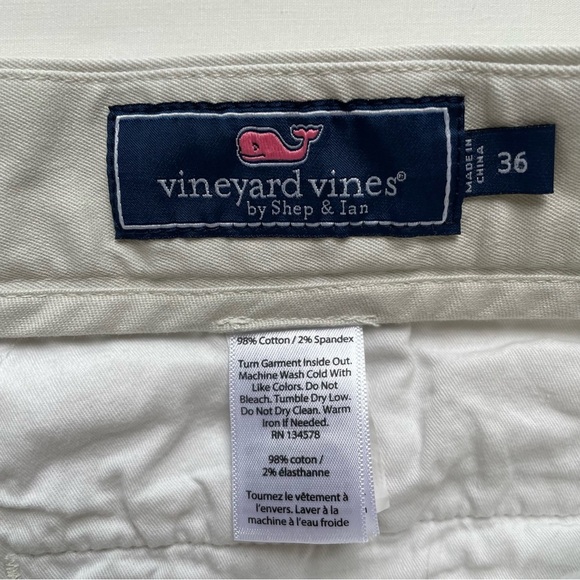 vineyard vines®
by Shep & Ian
MADE IN
CHINA
36
98% Cotton / 2% Spandex
Turn Garment Inside Out.
Machine Wash Cold With
Like Colors. Do Not
Bleach. Tumble Dry Low.
Do Not Dry Clean. Warm
Iron If Needed.
RN 134578
98% coton /
2% élasthanne
Tournez le vêtement à
l'envers. Laver à la
machine à l'eau froide